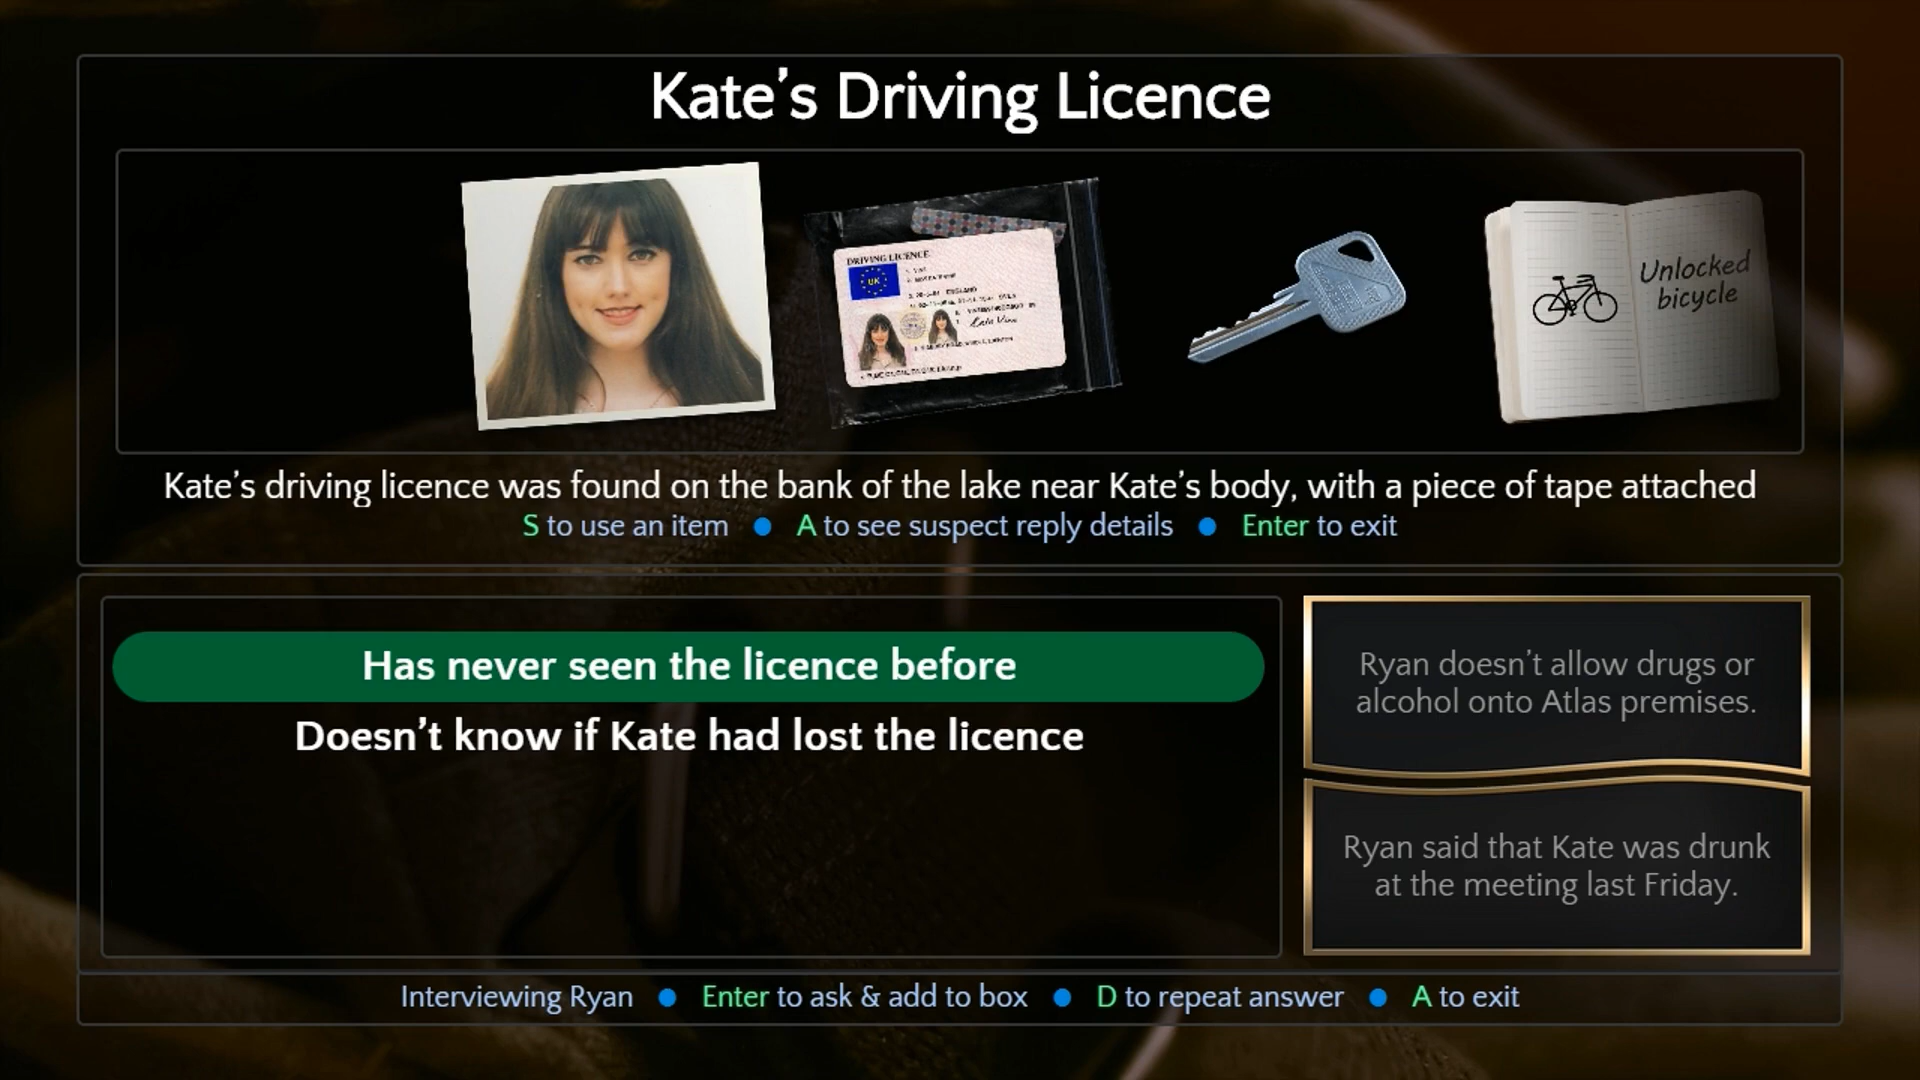 Kate's Driving Licence
DRIVING LICENCE
UK
Unlocked
bicycle
Kate's driving licence was found on the bank of the lake near Kate's body, with a piece of tape attached
S to use an item ● A to see suspect reply details ● Enter to exit
Has never seen the licence before
Doesn't know if Kate had lost the licence
Ryan doesn't allow drugs or
alcohol onto Atlas premises.
Ryan said that Kate was drunk
at the meeting last Friday.
Interviewing Ryan ● Enter to ask & add to box ● D to repeat answer ● A to exit